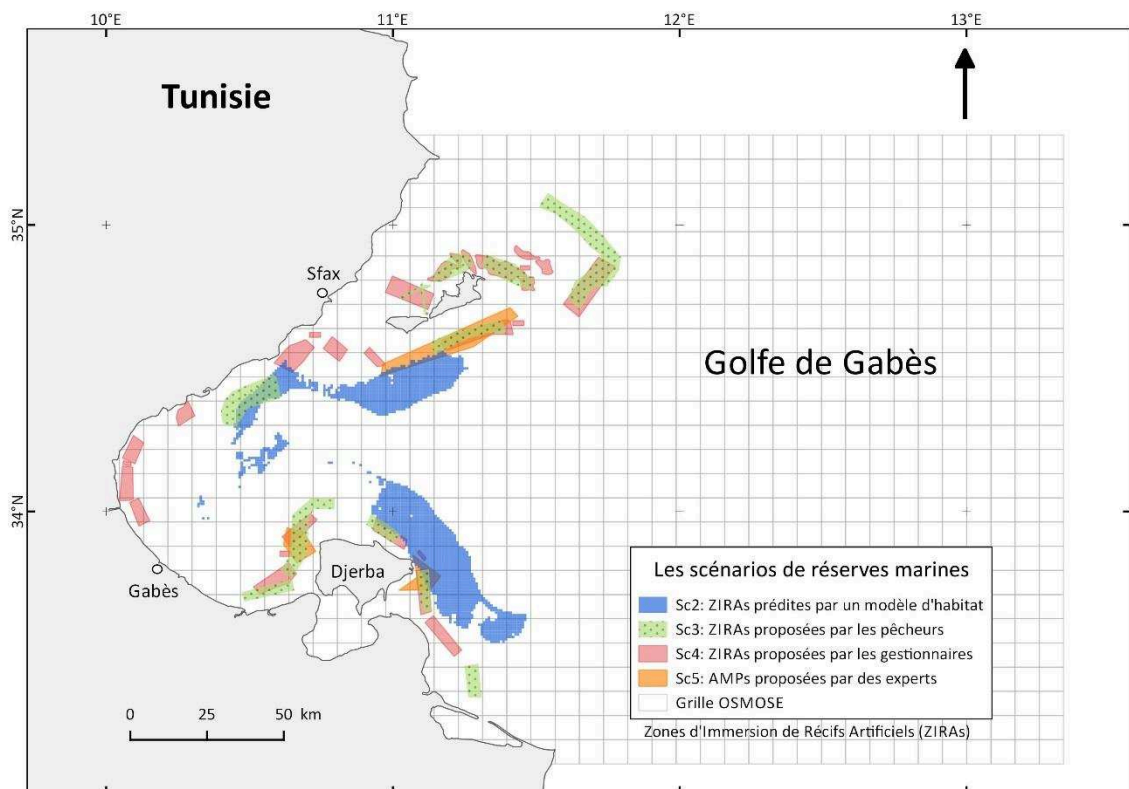 10°E 11°E 12°E 13°E
Tunisie
35°N
Sfax
Golfe de Gabès
34°N
Djerba
Gabès
Les scénarios de réserves marines
Sc2: ZIRAs prédites par un modèle d'habitat
Sc3: ZIRAs proposées par les pêcheurs
Sc4: ZIRAs proposées par les gestionnaires
Sc5: AMPs proposées par des experts
Grille OSMOSE
Zones d'Immersion de Récifs Artificiels (ZIRAs)
0 25 50 km